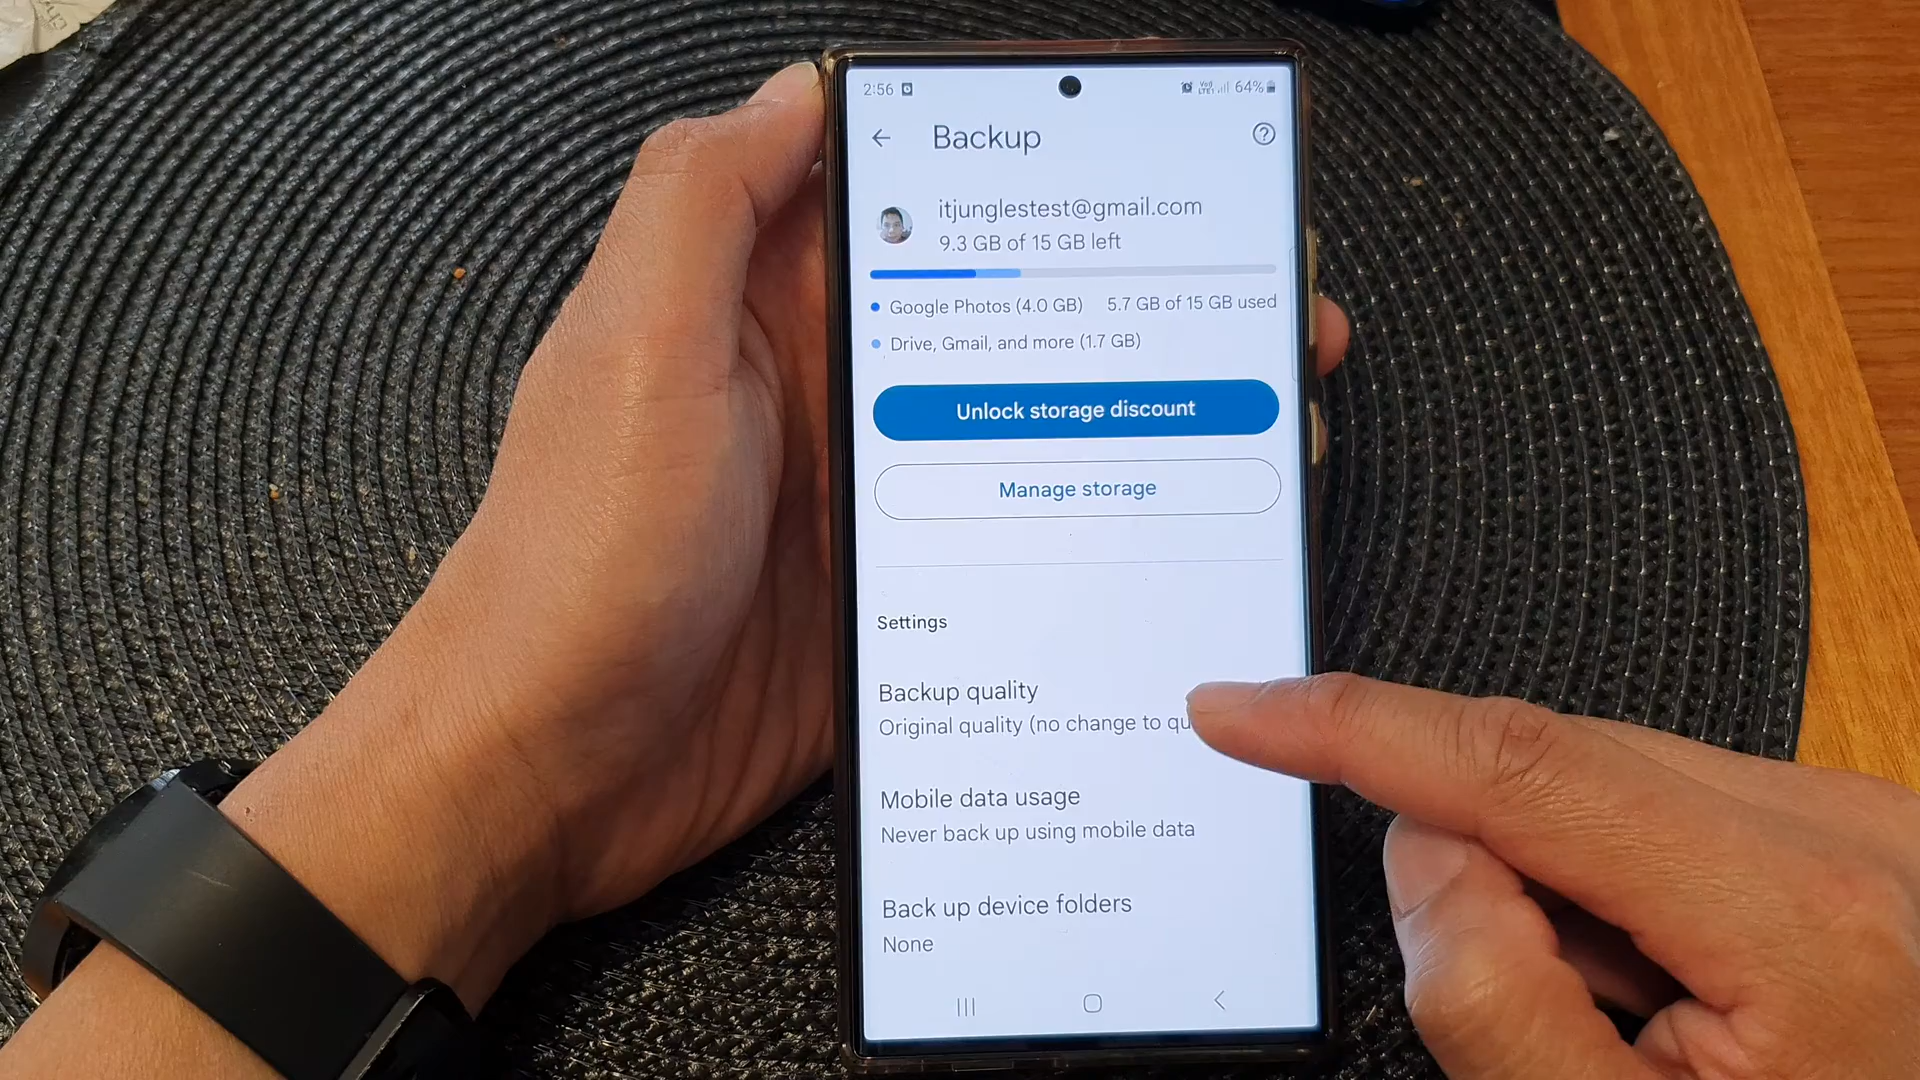 2:56
64%
Backup
itjunglestest@gmail.com
9.3 GB of 15 GB left
Google Photos (4.0 GB) 5.7 GB of 15 GB used
Drive, Gmail, and more (1.7 GB)
Unlock storage discount
Manage storage
Settings
Backup quality
Original quality (no change to qu
Mobile data usage
Never back up using mobile data
Back up device folders
None